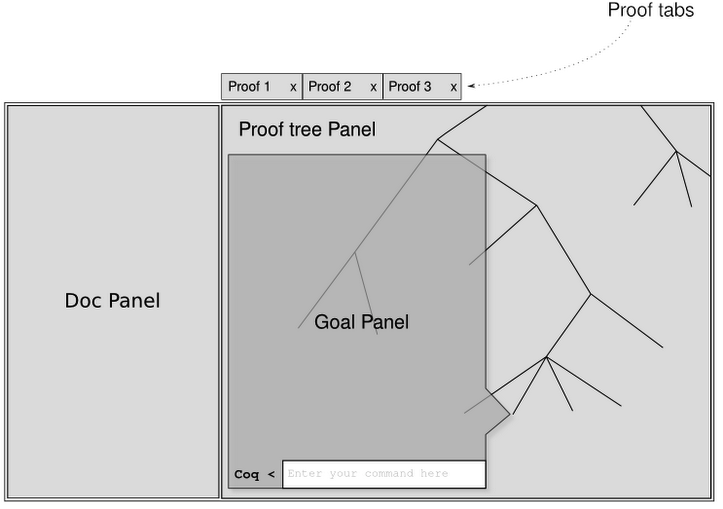 Proof tabs
Proof 1 x Proof 2 x Proof 3 x
Proof tree Panel
Doc Panel
Goal Panel
Coq < Enter your command here